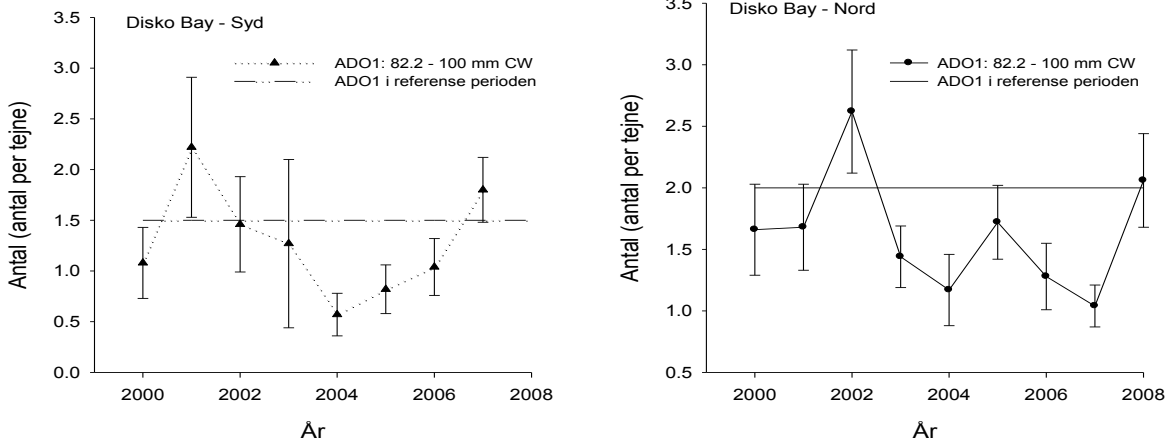 Disko Bay - Syd
ADO1: 82.2 - 100 mm CW
ADO1 i referense perioden
Antal (antal per tejne)
3.5
3.0
2.5
2.0
1.5
1.0
0.5
0.0
2000 2002 2004 2006 2008
År
Disko Bay - Nord
ADO1: 82.2 - 100 mm CW
ADO1 i referense perioden
Antal (antal per tejne)
3.5
3.0
2.5
2.0
1.5
1.0
0.5
2000 2002 2004 2006 2008
År